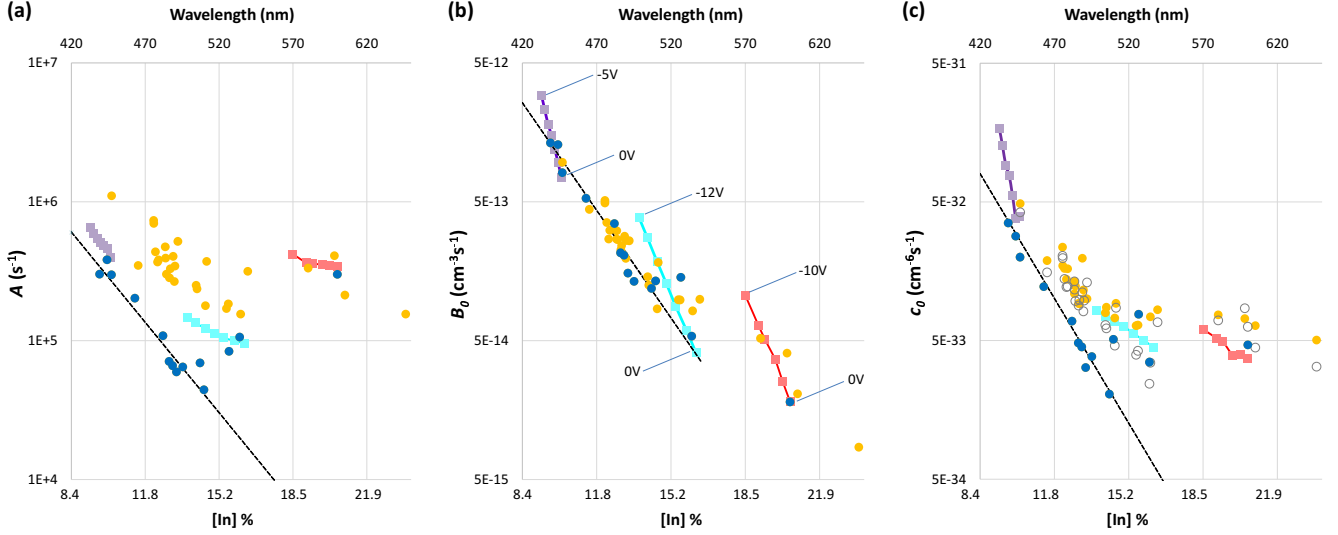 (a)
Wavelength (nm)
420 470 520 570 620
1E+7
1E+6
1E+5
1E+4
A (s⁻¹)
8.4 11.8 15.2 18.5 21.9
[In] %
(b)
Wavelength (nm)
420 470 520 570 620
5E-12
5E-13
5E-14
5E-15
B₀ (cm⁻³s⁻¹)
-5V
0V
-12V
-10V
0V
0V
8.4 11.8 15.2 18.5 21.9
[In] %
(c)
Wavelength (nm)
420 470 520 570 620
5E-31
5E-32
5E-33
5E-34
c₀ (cm⁻⁶s⁻¹)
8.4 11.8 15.2 18.5 21.9
[In] %